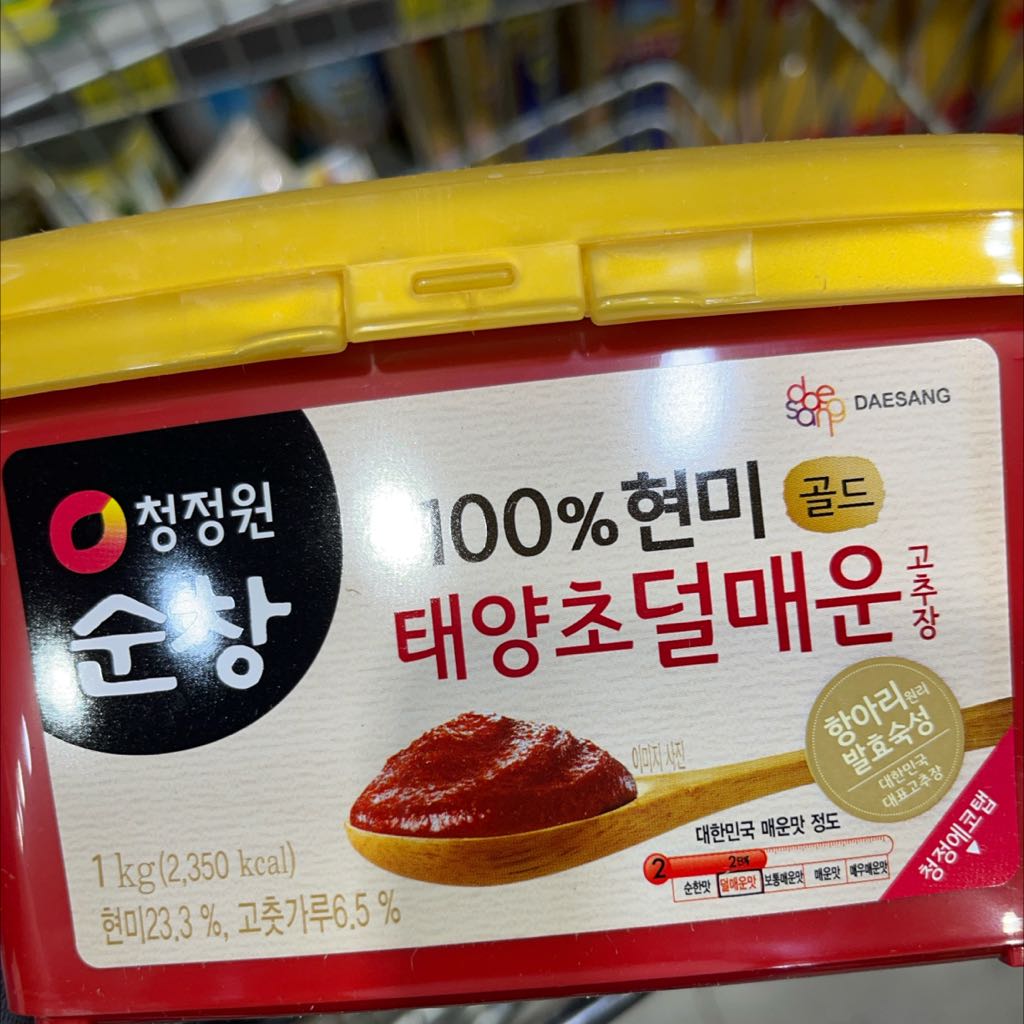 daesang DAESANG
청정원
순창
100%현미 골드
태양초덜매운 고추장
항아리원리
발효숙성
대한민국
대표고추장
이미지 사진
대한민국 매운맛 정도
2 2단계
순한맛 덜매운맛 보통매운맛 매운맛 매우매운맛
청정에코탭
1 kg(2,350 kcal)
현미23.3 %, 고춧가루6.5 %